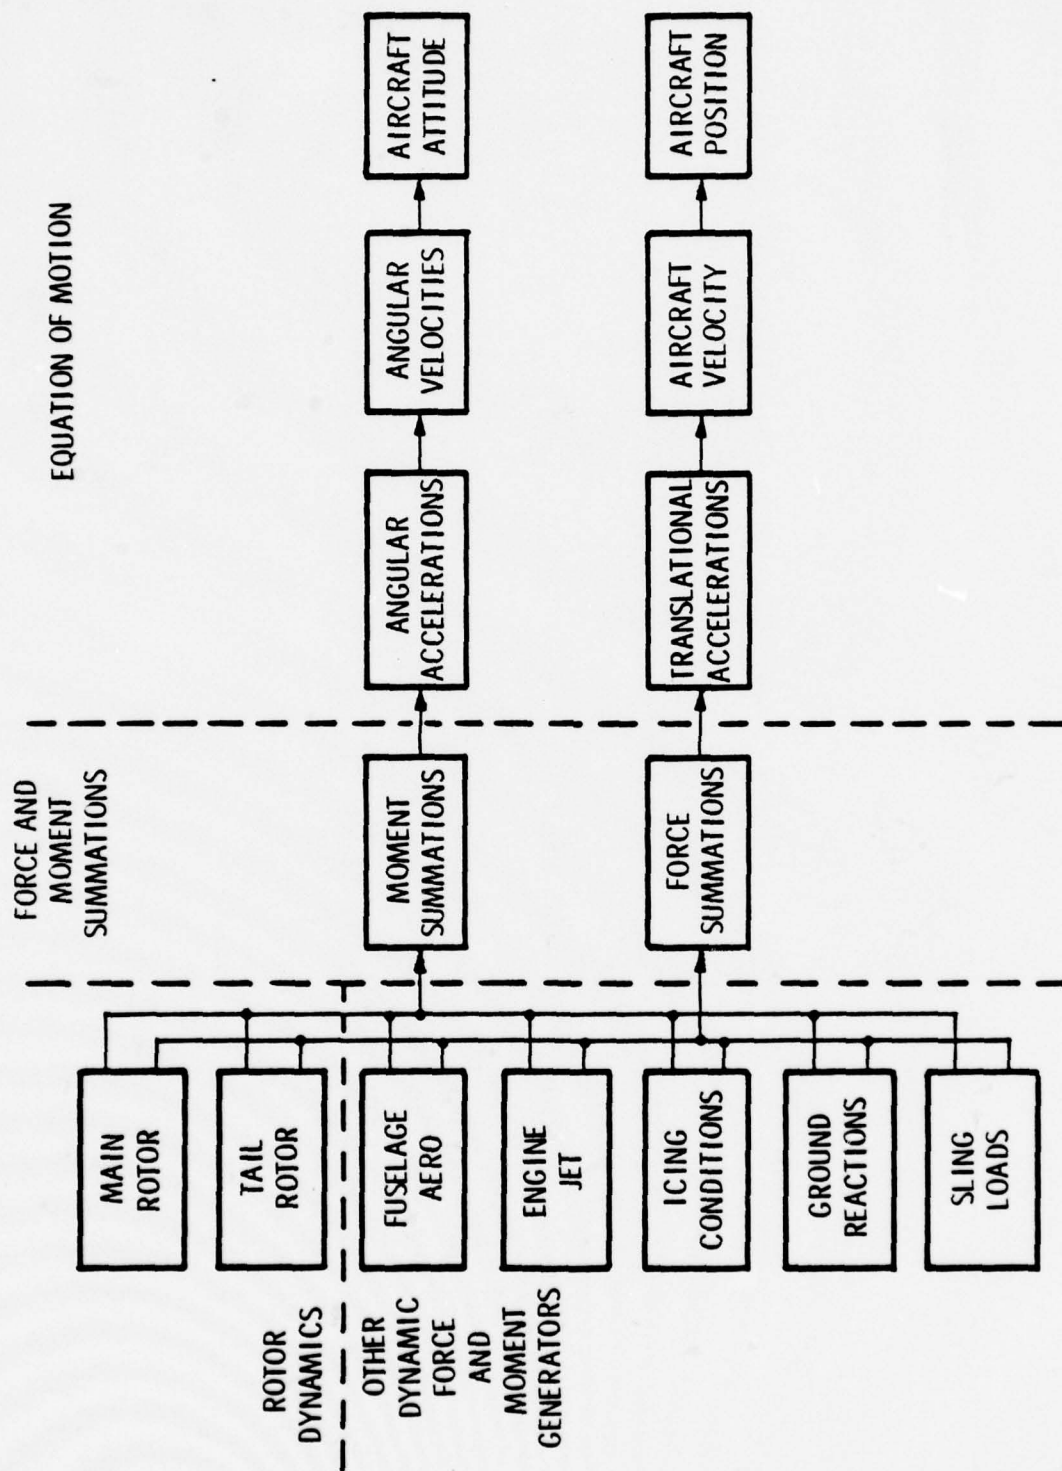 FORCE AND
MOMENT
SUMMATIONS
EQUATION OF MOTION
ROTOR
DYNAMICS
MAIN
ROTOR
TAIL
ROTOR
OTHER
DYNAMIC
FORCE
AND
MOMENT
GENERATORS
FUSELAGE
AERO
ENGINE
JET
ICING
CONDITIONS
GROUND
REACTIONS
SLING
LOADS
MOMENT
SUMMATIONS
ANGULAR
ACCELERATIONS
ANGULAR
VELOCITIES
AIRCRAFT
ATTITUDE
FORCE
SUMMATIONS
TRANSLATIONAL
ACCELERATIONS
AIRCRAFT
VELOCITY
AIRCRAFT
POSITION